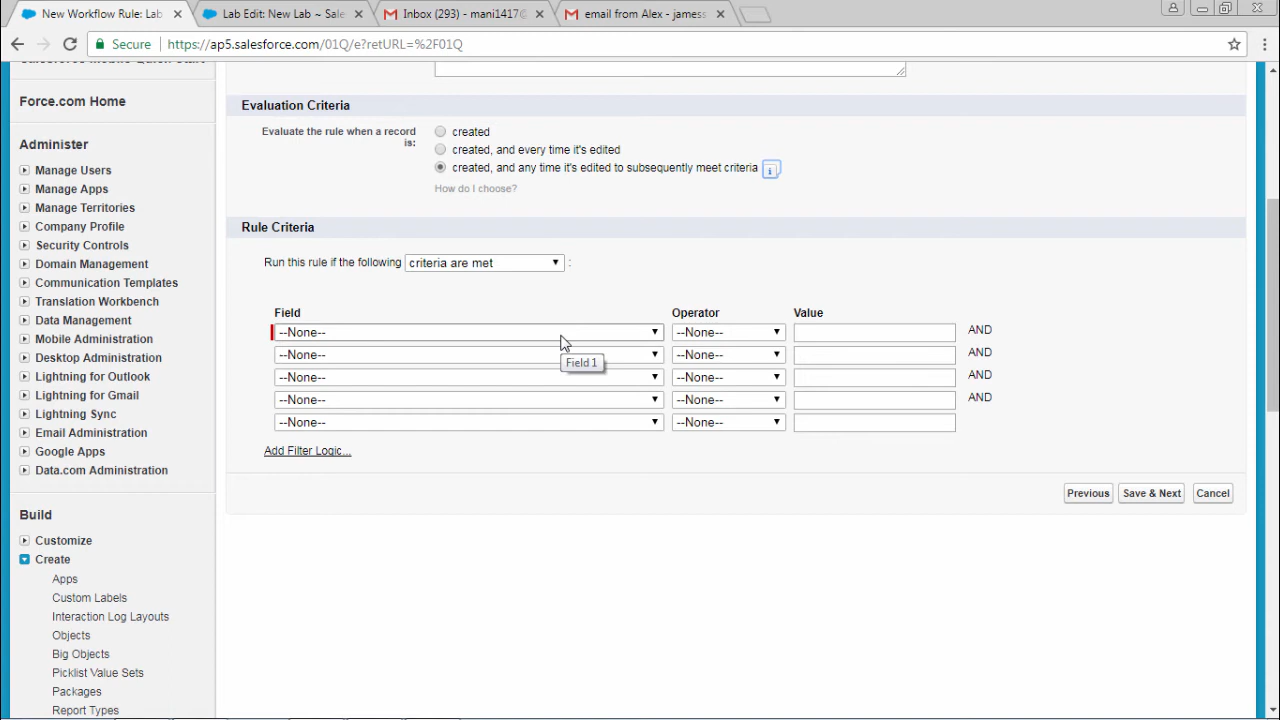 New Workflow Rule: Lab
Lab Edit: New Lab ~ Sale
Inbox (293) - mani1417@
email from Alex - jamess
Secure
https://ap5.salesforce.com/01Q/e?retURL=%2F01Q
Salesforce Mobile Quick Start
Force.com Home
Administer
Manage Users
Manage Apps
Manage Territories
Company Profile
Security Controls
Domain Management
Communication Templates
Translation Workbench
Data Management
Mobile Administration
Desktop Administration
Lightning for Outlook
Lightning for Gmail
Lightning Sync
Email Administration
Google Apps
Data.com Administration
Build
Customize
Create
Apps
Custom Labels
Interaction Log Layouts
Objects
Big Objects
Picklist Value Sets
Packages
Report Types
Evaluation Criteria
Evaluate the rule when a record is:
created
created, and every time it's edited
created, and any time it's edited to subsequently meet criteria
i
How do I choose?
Rule Criteria
Run this rule if the following criteria are met :
Field Operator Value
--None-- --None-- AND
Field 1
--None-- --None-- AND
--None-- --None-- AND
--None-- --None-- AND
--None-- --None--
Add Filter Logic...
Previous Save & Next Cancel